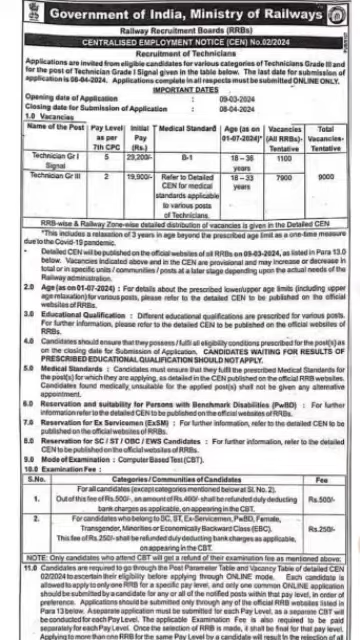 Government of India, Ministry of Railways
Railway Recruitment Boards (RRBs)
CENTRALISED EMPLOYMENT NOTICE (CEN) No.02/2024
Recruitment of Technicians
Applications are invited from eligible candidates for various categories of Technicians Grade III and
for the post of Technician Grade I Signal given in the table below. The last date for submission of
application is 08-04-2024. Applications complete in all respects must be submitted ONLINE ONLY.
IMPORTANT DATES
Opening date of Application : 09-03-2024
Closing date for Submission of Application : 08-04-2024
1.0 Vacancies
Name of the Post Pay Level as per 7th CPC Initial Pay (Rs.) Medical Standard Age (as on 01-07-2024)* Vacancies (All RRBs)- Tentative Total Vacancies- Tentative
Technician Gr I Signal 5 29,200/- B-1 18 – 36 years 1100 9000
Technician Gr III 2 19,900/- Refer to Detailed CEN for medical standards applicable to various posts of Technicians. 18 – 33 years 7900
RRB-wise & Railway Zone-wise detailed distribution of vacancies is given in the Detailed CEN
*This includes a relaxation of 3 years in age beyond the prescribed age limit as a one-time measure
due to the Covid-19 pandemic.
Detailed CEN will be published on the official websites of all RRBs on 09-03-2024, as listed in Para 13.0
below. Vacancies indicated above and in the CEN are provisional and may increase or decrease in
total or in specific units / communities / posts at a later stage depending upon the actual needs of the
Railway administration.
2.0 Age (as on 01-07-2024) : For details about the prescribed lower/upper age limits (including upper
age relaxation) for various posts, please refer to the detailed CEN to be published on the official
websites of RRBs.
3.0 Educational Qualification : Different educational qualifications are prescribed for various posts.
For further information, please refer to the detailed CEN to be published on the official websites of
RRBs.
4.0 Candidates should ensure that they possess / fulfil all eligibility conditions prescribed for the post(s) as
on the closing date for Submission of Application. CANDIDATES WAITING FOR RESULTS OF
PRESCRIBED EDUCATIONAL QUALIFICATION SHOULD NOT APPLY.
5.0 Medical Standards : Candidates must ensure that they fulfil the prescribed Medical Standards for
the post(s) for which they are applying, as detailed in the CEN published on the official RRB websites.
Candidates found medically, unsuitable for the applied post(s) shall not be given any alternative
appointment.
6.0 Reservation and suitability for Persons with Benchmark Disabilities (PwBD) : For further
information refer to the detailed CEN to be published on the official websites of RRBs.
7.0 Reservation for Ex Servicemen (ExSM) : For further information, refer to the detailed CEN to be
published on the official websites of RRBs.
8.0 Reservation for SC / ST / OBC / EWS Candidates : For further information, refer to the detailed
CEN to be published on the official websites of RRBs.
9.0 Mode of Examination : Computer Based Test (CBT).
10.0 Examination Fee :
S.No. Categories / Communities of Candidates Fee
1. For all candidates (except categories mentioned below at Sl. No. 2).
Out of this fee of Rs.500/-, an amount of Rs.400/- shall be refunded duly deducting
bank charges as applicable, on appearing in the CBT. Rs.500/-
2. For candidates who belong to SC, ST, Ex-Servicemen, PwBD, Female,
Transgender, Minorities or Economically Backward Class (EBC).
This fee of Rs.250/- shall be refunded duly deducting bank charges as applicable,
on appearing in CBT. Rs.250/-
NOTE: Only candidates who attend CBT will get a refund of their examination fee as mentioned above.
11.0 Candidates are required to go through the Post Parameter Table and Vacancy Table of detailed CEN
02/2024 to ascertain their eligibility before applying through ONLINE mode. Each candidate is
allowed to apply to only one RRB for a specific pay level, and only one common ONLINE application
should be submitted by a candidate for any or all of the notified posts within that pay level, in order of
preference. Applications should be submitted only through any of the official RRB websites listed in
Para 13 below. A separate application must be submitted for each Pay Level, as a separate CBT will
be conducted for each Pay Level. The applicable Examination Fee is also required to be paid
separately for each Pay Level. Once the selection of RRB is made, it shall be final for that pay level.
Applying to more than one RRB for the same Pay Level by a candidate will result in the rejection of all